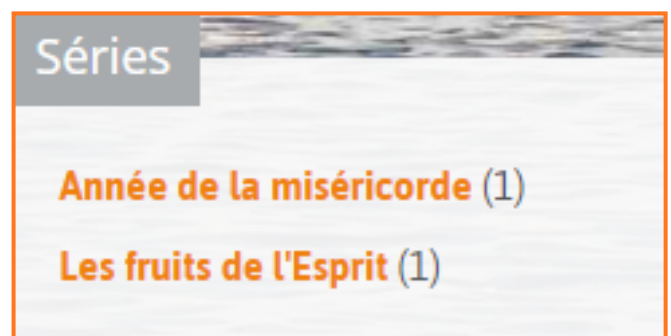 Séries
Année de la miséricorde (1)
Les fruits de l'Esprit (1)